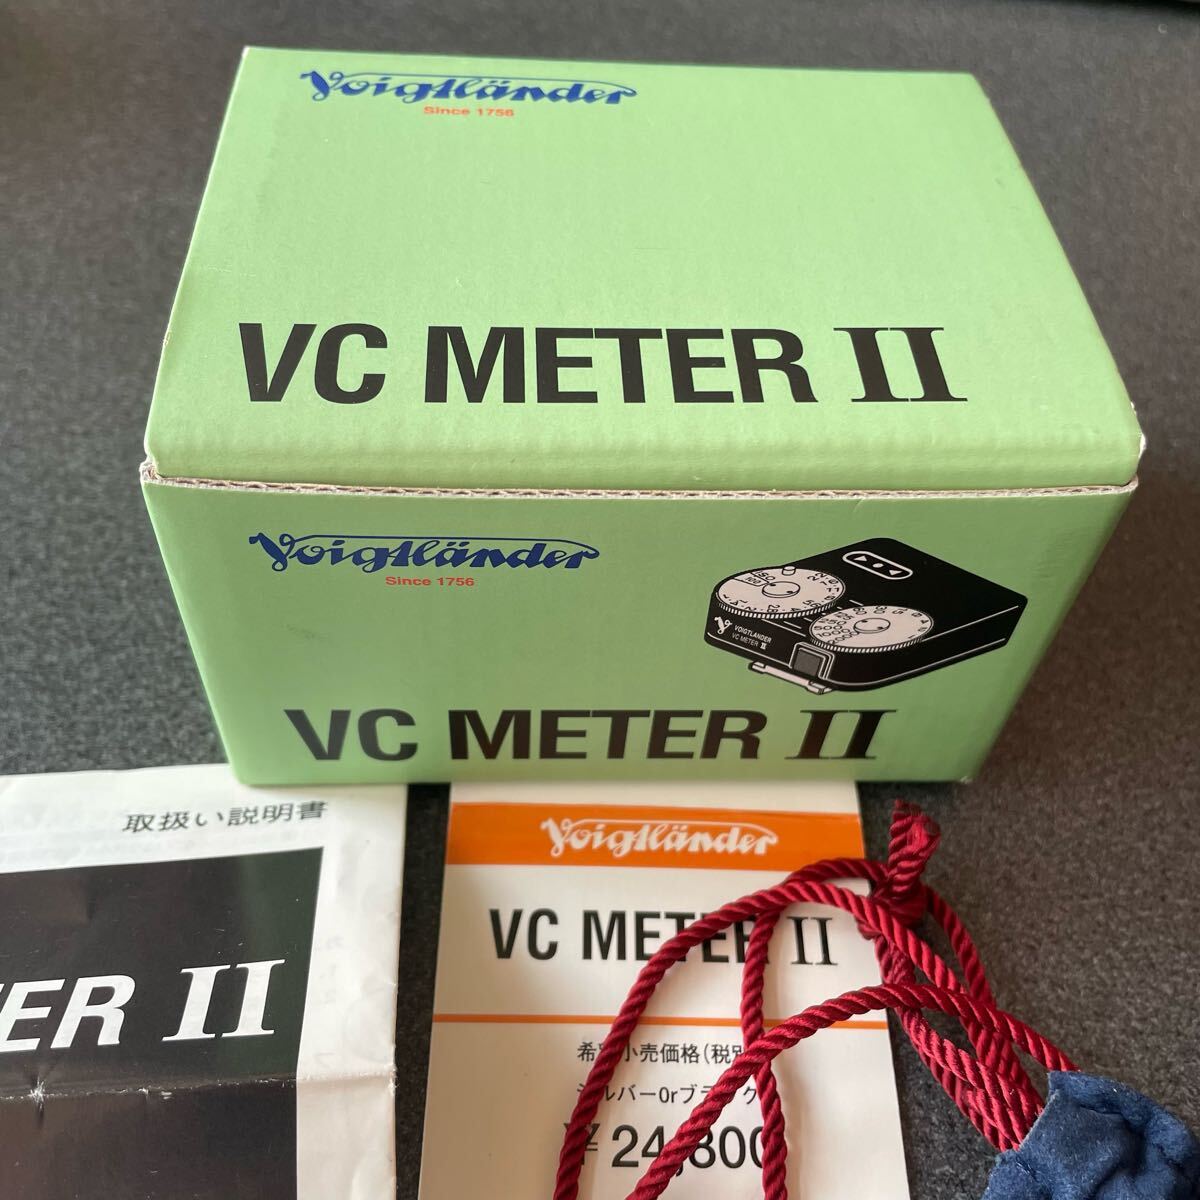 Voigtländer
Since 1756
VC METER II
Voigtländer
Since 1756
VOIGTLANDER
VC METER II
VC METER II
取扱い説明書
TER II
Voigtländer
VC METER II
希望小売価格(税別
シルバーorブラック
¥24,800